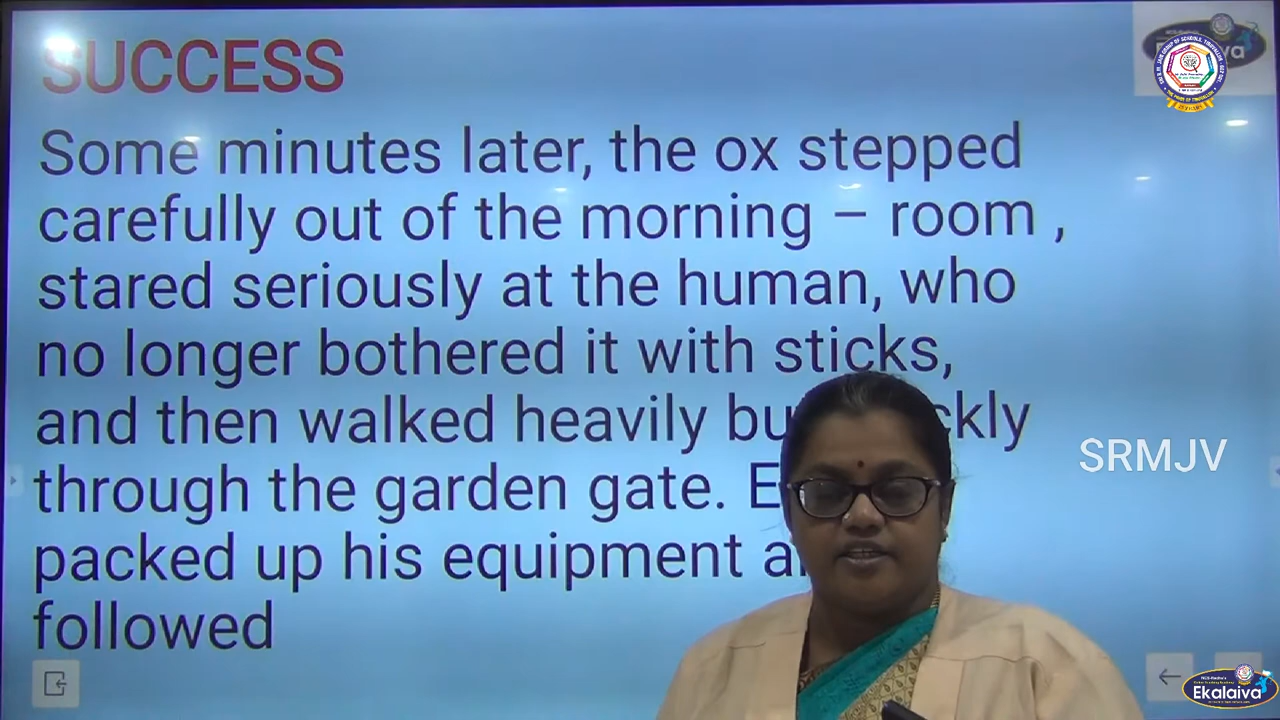 SUCCESS
Some minutes later, the ox stepped
carefully out of the morning – room ,
stared seriously at the human, who
no longer bothered it with sticks,
and then walked heavily
through the garden gate.
packed up his equipment
followed
SRMJV
Ekalaiva